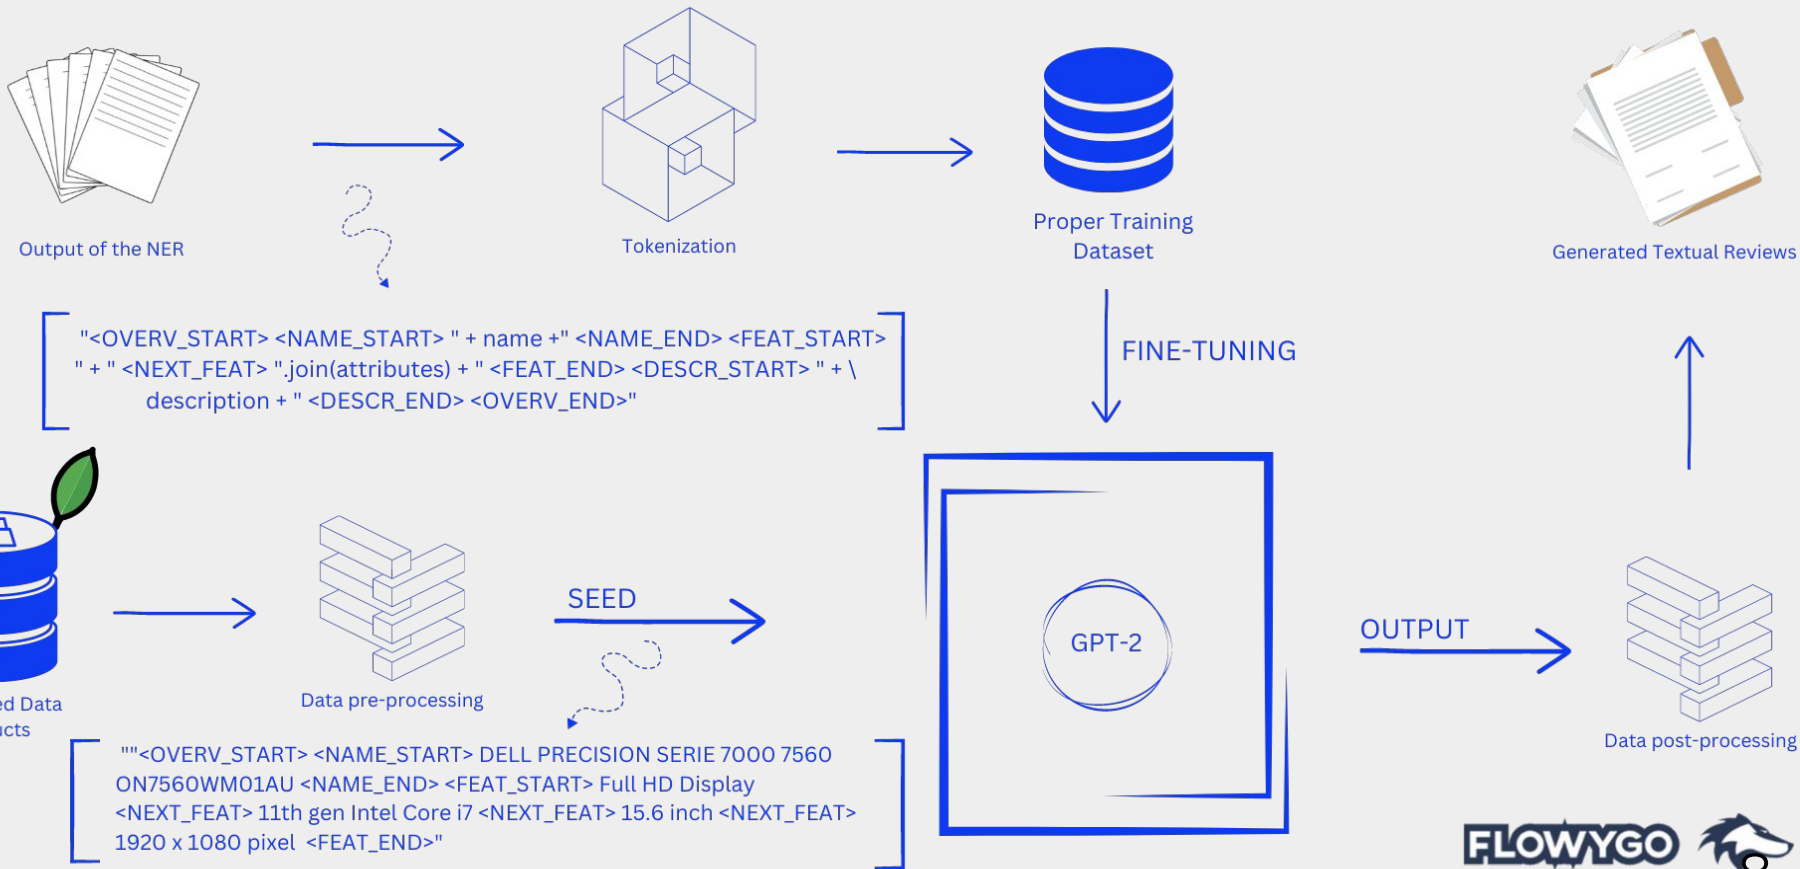 Output of the NER
Tokenization
Proper Training
Dataset
Generated Textual Reviews
"<OVERV_START> <NAME_START> " + name +" <NAME_END> <FEAT_START>
" + " <NEXT_FEAT> ".join(attributes) + " <FEAT_END> <DESCR_START> " + \
description + " <DESCR_END> <OVERV_END>"
FINE-TUNING
SEED
GPT-2
OUTPUT
Data pre-processing
ed Data
ucts
Data post-processing
""<OVERV_START> <NAME_START> DELL PRECISION SERIE 7000 7560
ON7560WM01AU <NAME_END> <FEAT_START> Full HD Display
<NEXT_FEAT> 11th gen Intel Core i7 <NEXT_FEAT> 15.6 inch <NEXT_FEAT>
1920 x 1080 pixel  <FEAT_END>"
FLOWYGO